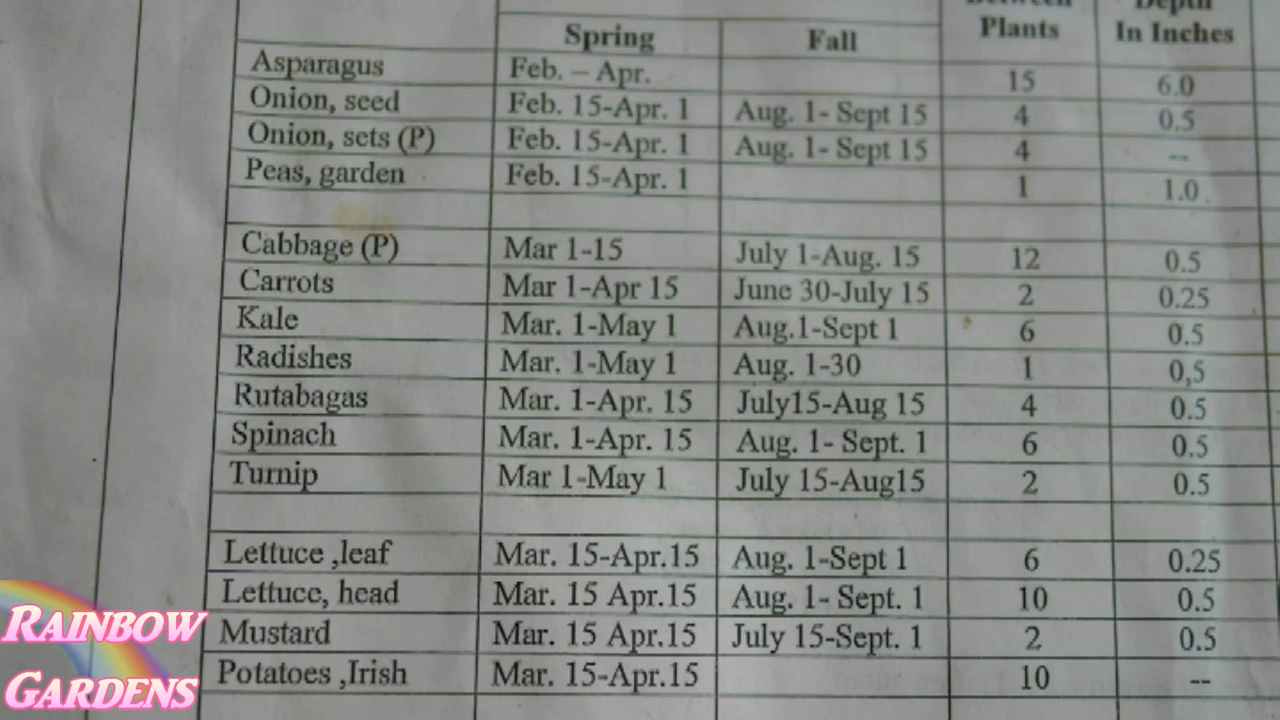 Between Depth
Spring Fall Plants In Inches
Asparagus Feb. – Apr. 15 6.0
Onion, seed Feb. 15-Apr. 1 Aug. 1- Sept 15 4 0.5
Onion, sets (P) Feb. 15-Apr. 1 Aug. 1- Sept 15 4 --
Peas, garden Feb. 15-Apr. 1 1 1.0
Cabbage (P) Mar 1-15 July 1-Aug. 15 12 0.5
Carrots Mar 1-Apr 15 June 30-July 15 2 0.25
Kale Mar. 1-May 1 Aug.1-Sept 1 6 0.5
Radishes Mar. 1-May 1 Aug. 1-30 1 0,5
Rutabagas Mar. 1-Apr. 15 July15-Aug 15 4 0.5
Spinach Mar. 1-Apr. 15 Aug. 1- Sept. 1 6 0.5
Turnip Mar 1-May 1 July 15-Aug15 2 0.5
Lettuce ,leaf Mar. 15-Apr.15 Aug. 1-Sept 1 6 0.25
Lettuce, head Mar. 15 Apr.15 Aug. 1- Sept. 1 10 0.5
Mustard Mar. 15 Apr.15 July 15-Sept. 1 2 0.5
Potatoes ,Irish Mar. 15-Apr.15 10 --
RAINBOW
GARDENS